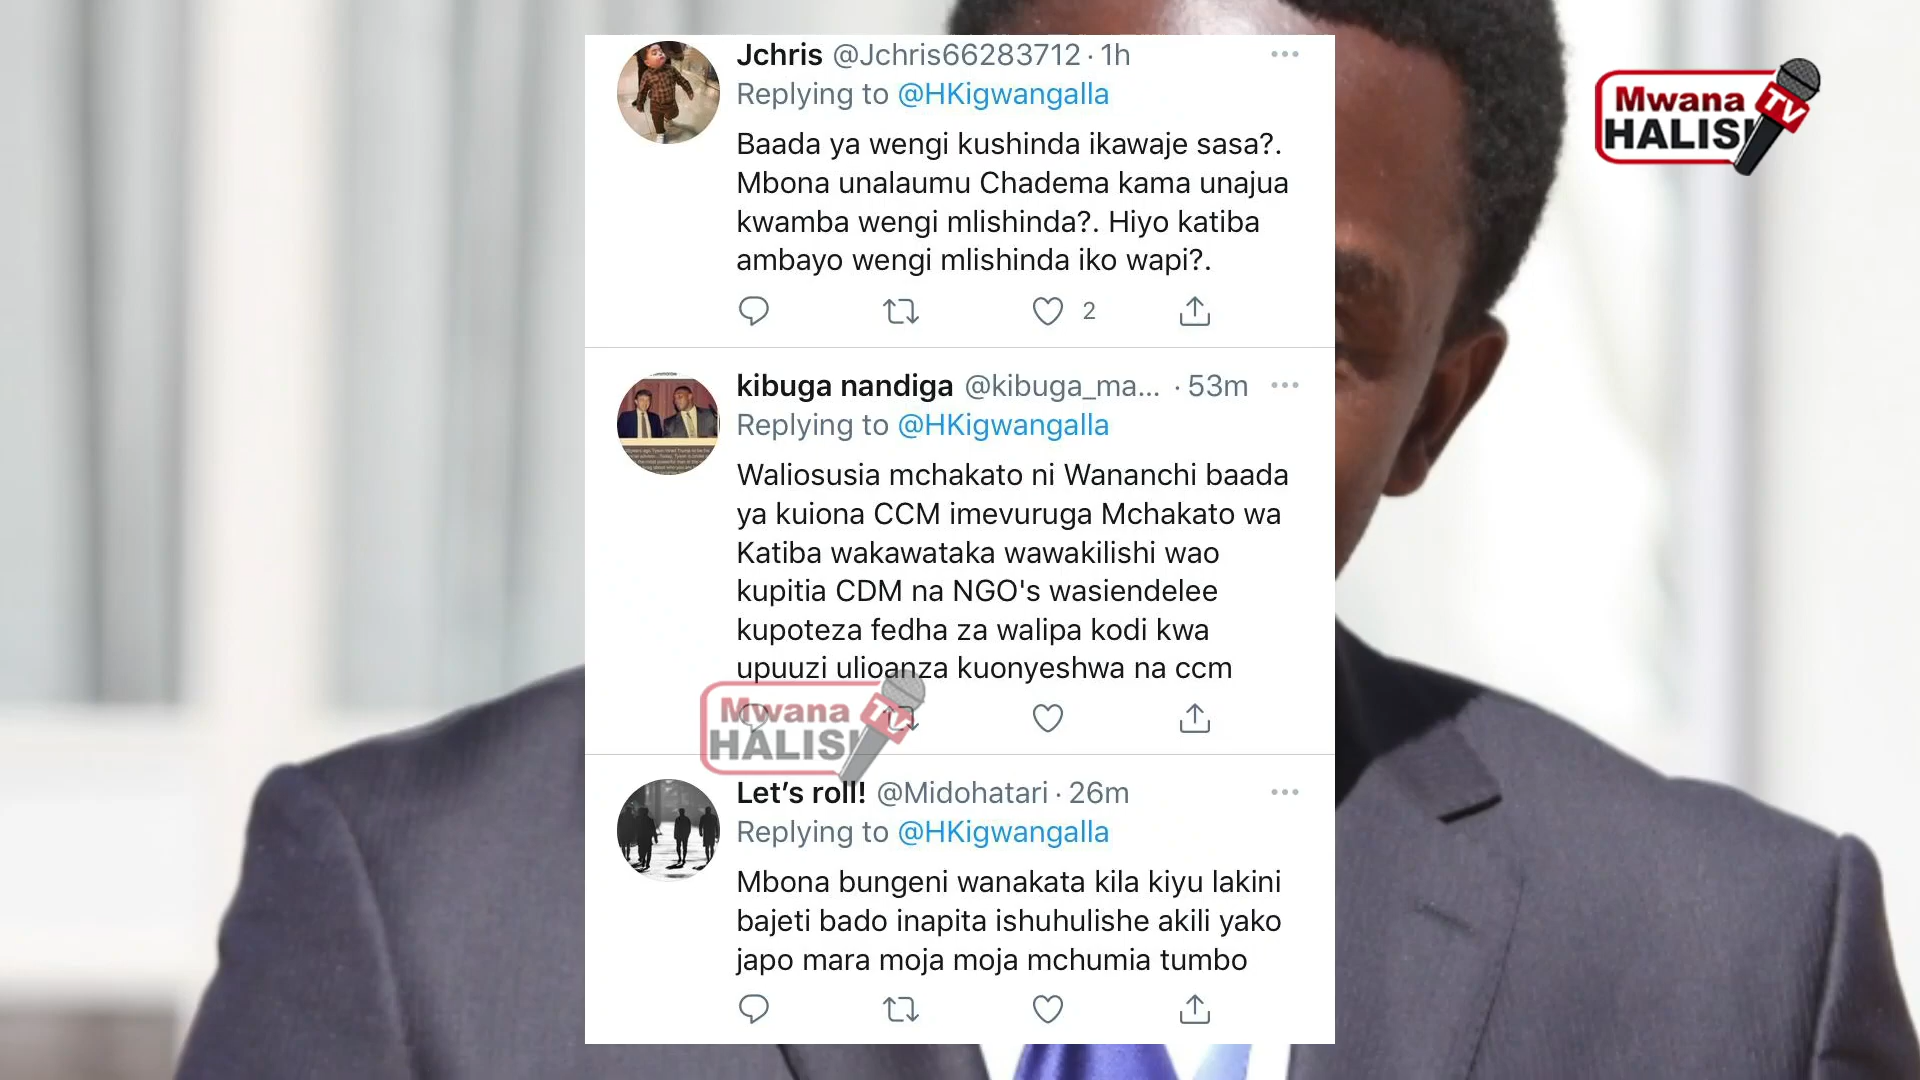 Jchris @Jchris66283712 · 1h
Replying to @HKigwangalla
Baada ya wengi kushinda ikawaje sasa?.
Mbona unalaumu Chadema kama unajua
kwamba wengi mlishinda?. Hiyo katiba
ambayo wengi mlishinda iko wapi?.
2
kibuga nandiga @kibuga_ma... · 53m
Replying to @HKigwangalla
Waliosusia mchakato ni Wananchi baada
ya kuiona CCM imevuruga Mchakato wa
Katiba wakawataka wawakilishi wao
kupitia CDM na NGO's wasiendelee
kupoteza fedha za walipa kodi kwa
upuuzi ulioanza kuonyeshwa na ccm
Let's roll! @Midohatari · 26m
Replying to @HKigwangalla
Mbona bungeni wanakata kila kiyu lakini
bajeti bado inapita ishuhulishe akili yako
japo mara moja moja mchumia tumbo
Mwana
HALISI
TV
Mwana
HALISI
TV